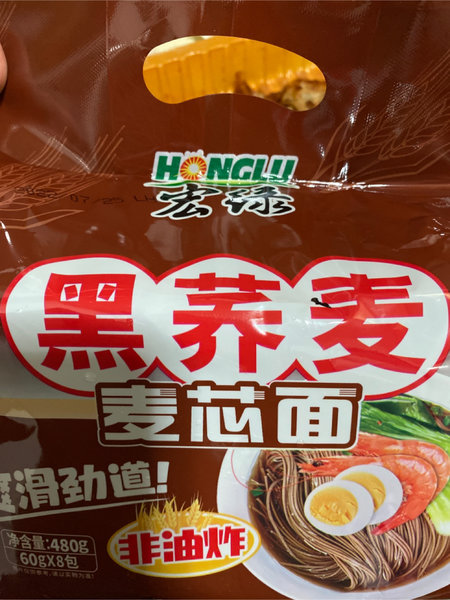 HONGLU
宏绿
黑荞麦
麦芯面
爽滑劲道!
非油炸
净含量:480g
60gX8包